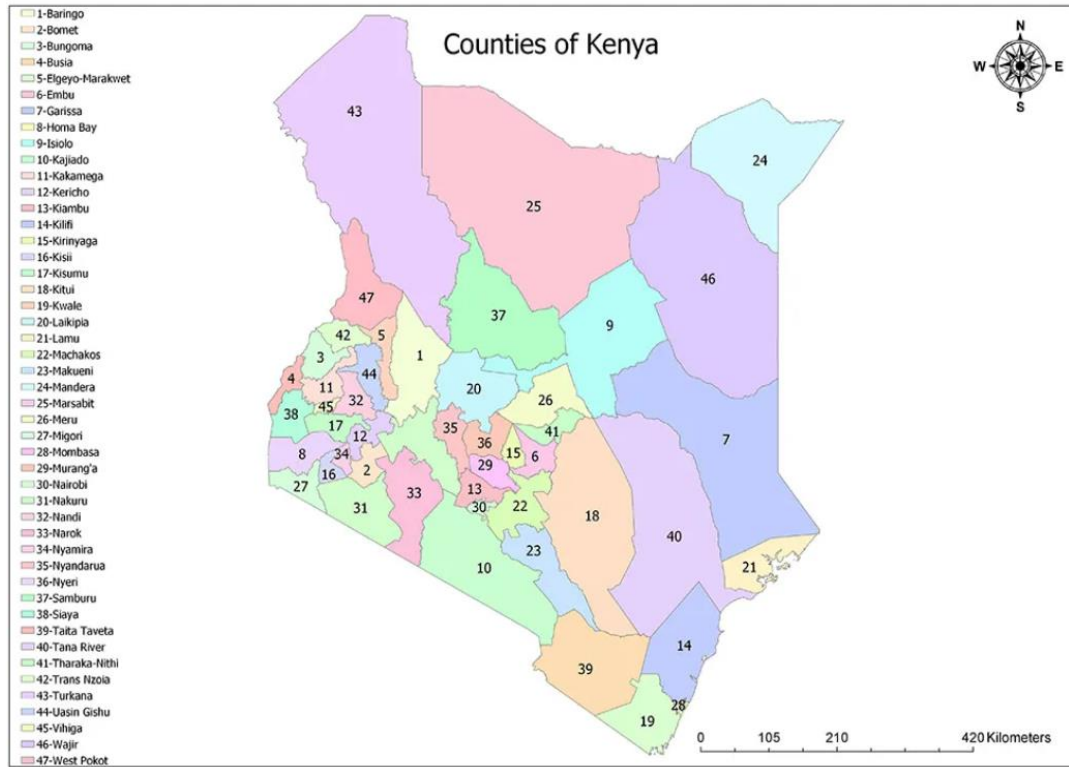 Counties of Kenya
1-Baringo
2-Bomet
3-Bungoma
4-Busia
5-Elgeyo-Marakwet
6-Embu
7-Garissa
8-Homa Bay
9-Isiolo
10-Kajiado
11-Kakamega
12-Kericho
13-Kiambu
14-Kilifi
15-Kirinyaga
16-Kisii
17-Kisumu
18-Kitui
19-Kwale
20-Laikipia
21-Lamu
22-Machakos
23-Makueni
24-Mandera
25-Marsabit
26-Meru
27-Migori
28-Mombasa
29-Murang'a
30-Nairobi
31-Nakuru
32-Nandi
33-Narok
34-Nyamira
35-Nyandarua
36-Nyeri
37-Samburu
38-Siaya
39-Taita Taveta
40-Tana River
41-Tharaka-Nithi
42-Trans Nzoia
43-Turkana
44-Uasin Gishu
45-Vihiga
46-Wajir
47-West Pokot
N
W E
S
43
24
25
46
47
37
9
42
5
3
1
44
4
20
11
32
26
45
38
17
35
41
7
12
36
15
8
34
6
29
2
16
27
33
13
31
30
22
18
40
23
10
21
14
39
28
19
0 105 210 420 Kilometers